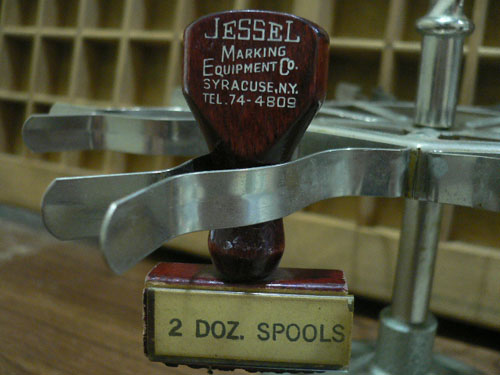 JESSEL
MARKING
EQUIPMENT CO.
SYRACUSE, N.Y.
TEL. 74-4809
2 DOZ. SPOOLS